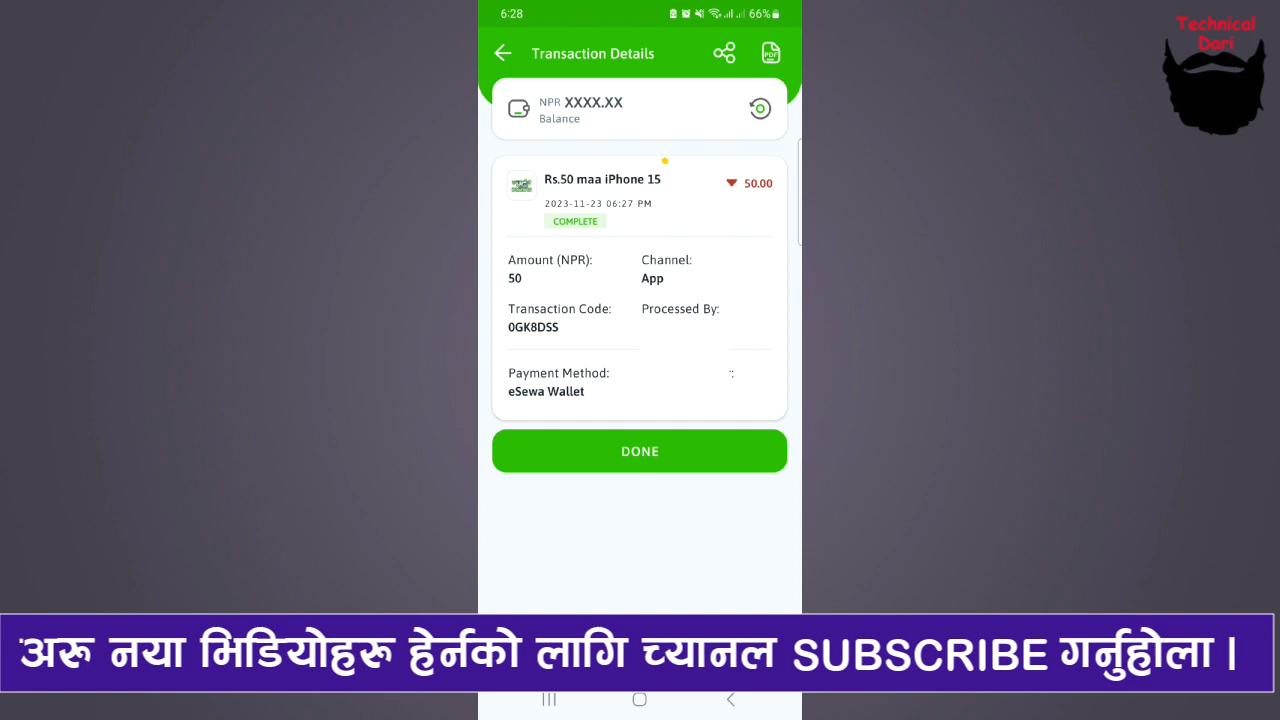 6:28
66%
Technical
Dari
Transaction Details
PDF
NPR XXXX.XX
Balance
Rs.50 maa iPhone 15
50.00
2023-11-23 06:27 PM
COMPLETE
Amount (NPR):
Channel:
50
App
Transaction Code:
Processed By:
0GK8DSS
Payment Method:
eSewa Wallet
DONE
अरू नया भिडियोहरू हेर्नको लागि च्यानल SUBSCRIBE गर्नुहोला ।